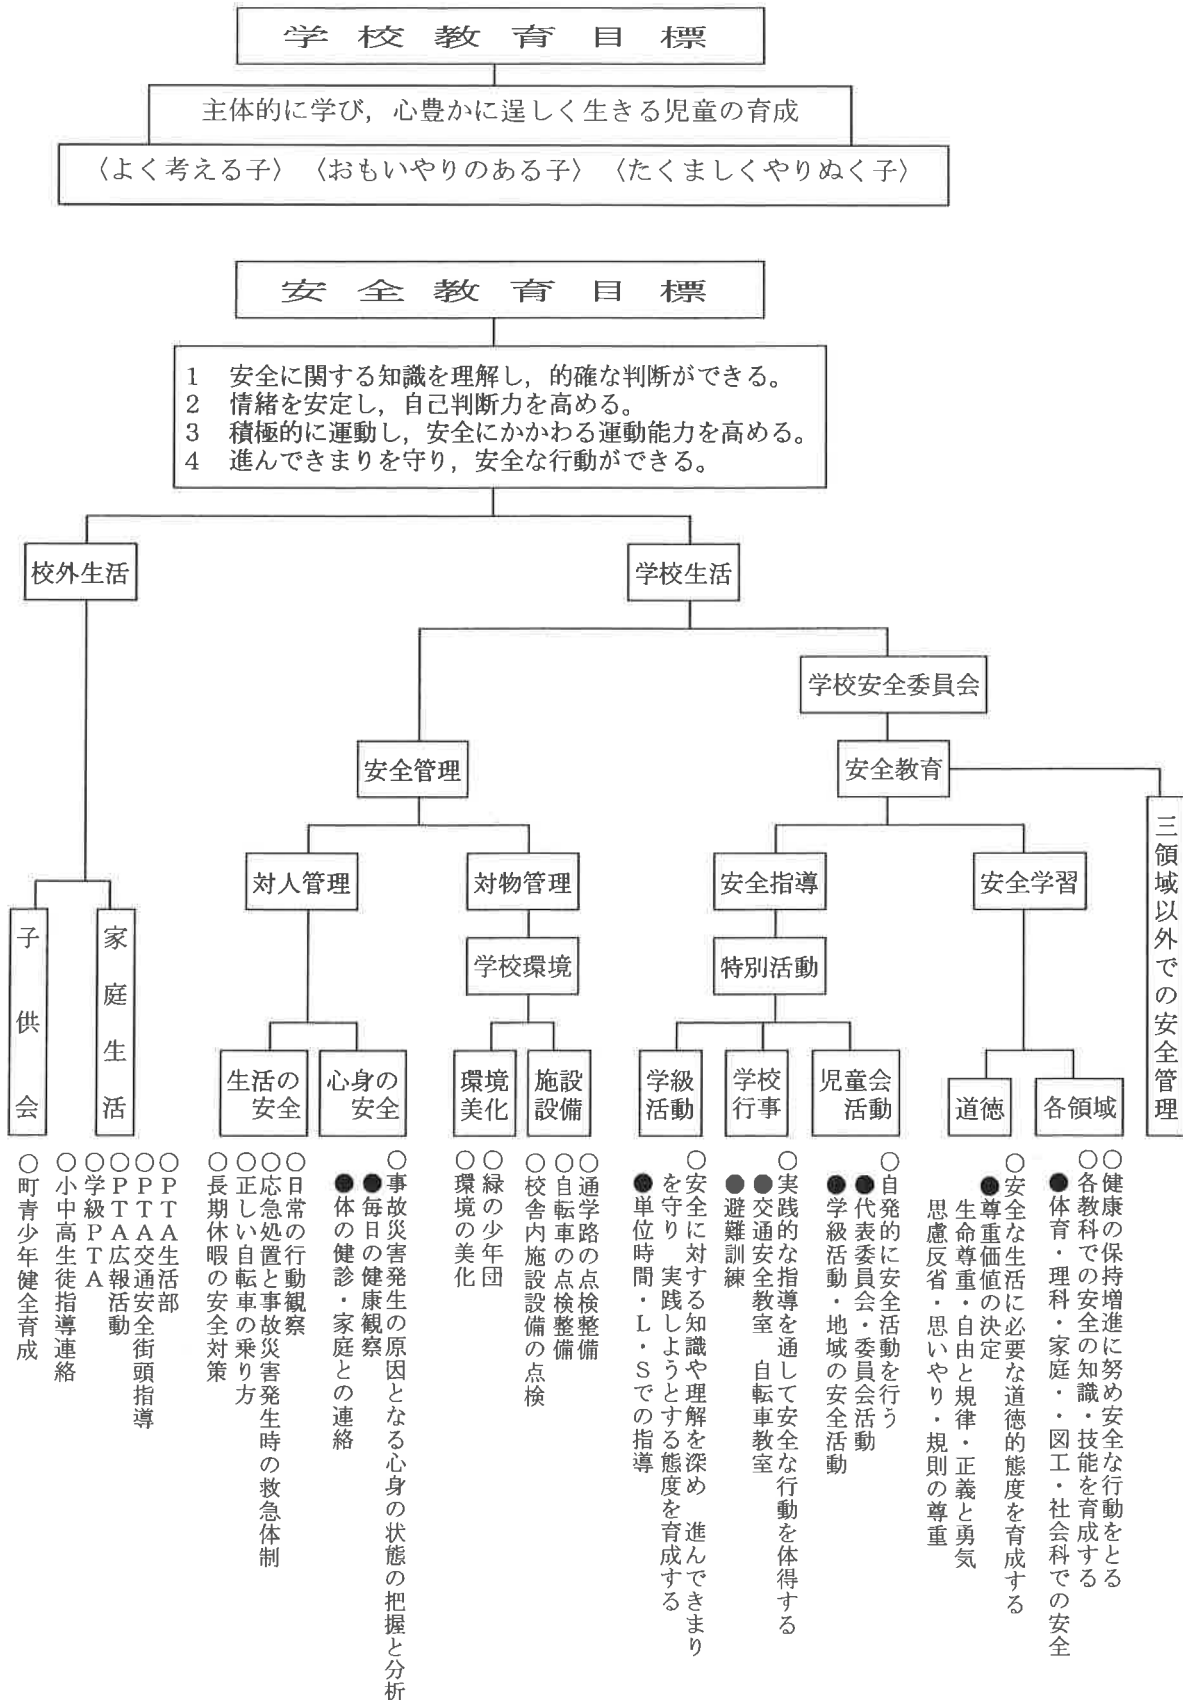 学校教育目標
主体的に学び，心豊かに逞しく生きる児童の育成
〈よく考える子〉〈おもいやりのある子〉〈たくましくやりぬく子〉
安全教育目標
1　安全に関する知識を理解し，的確な判断ができる。
2　情緒を安定し，自己判断力を高める。
3　積極的に運動し，安全にかかわる運動能力を高める。
4　進んできまりを守り，安全な行動ができる。
校外生活
学校生活
学校安全委員会
安全管理
安全教育
三領域以外での安全管理
対人管理
対物管理
安全指導
安全学習
子供会
家庭生活
学校環境
特別活動
生活の
安全
心身の
安全
環境
美化
施設
設備
学級
活動
学校
行事
児童会
活動
道徳
各領域
○健康の保持増進に努め安全な行動をとる
○各教科での安全の知識・技能を育成する
●体育・理科・家庭・・図工・社会科での安全
○安全な生活に必要な道徳的態度を育成する
●尊重価値の決定
生命尊重・自由と規律・正義と勇気
思慮反省・思いやり・規則の尊重
○自発的に安全活動を行う
●代表委員会・委員会活動
●学級活動・地域の安全活動
○実践的な指導を通して安全な行動を体得する
●交通安全教室　自転車教室
●避難訓練
○安全に対する知識や理解を深め　進んできまり
を守り　実践しようとする態度を育成する
●単位時間・L・Sでの指導
○通学路の点検整備
○自転車の点検整備
○校舎内施設設備の点検
○緑の少年団
○環境の美化
○事故災害発生の原因となる心身の状態の把握と分析
●毎日の健康観察
●体の健診・家庭との連絡
○日常の行動観察
○応急処置と事故災害発生時の救急体制
○正しい自転車の乗り方
○長期休暇の安全対策
○PTA生活部
○PTA交通安全街頭指導
○PTA広報活動
○学級PTA
○小中高生徒指導連絡
○町青少年健全育成